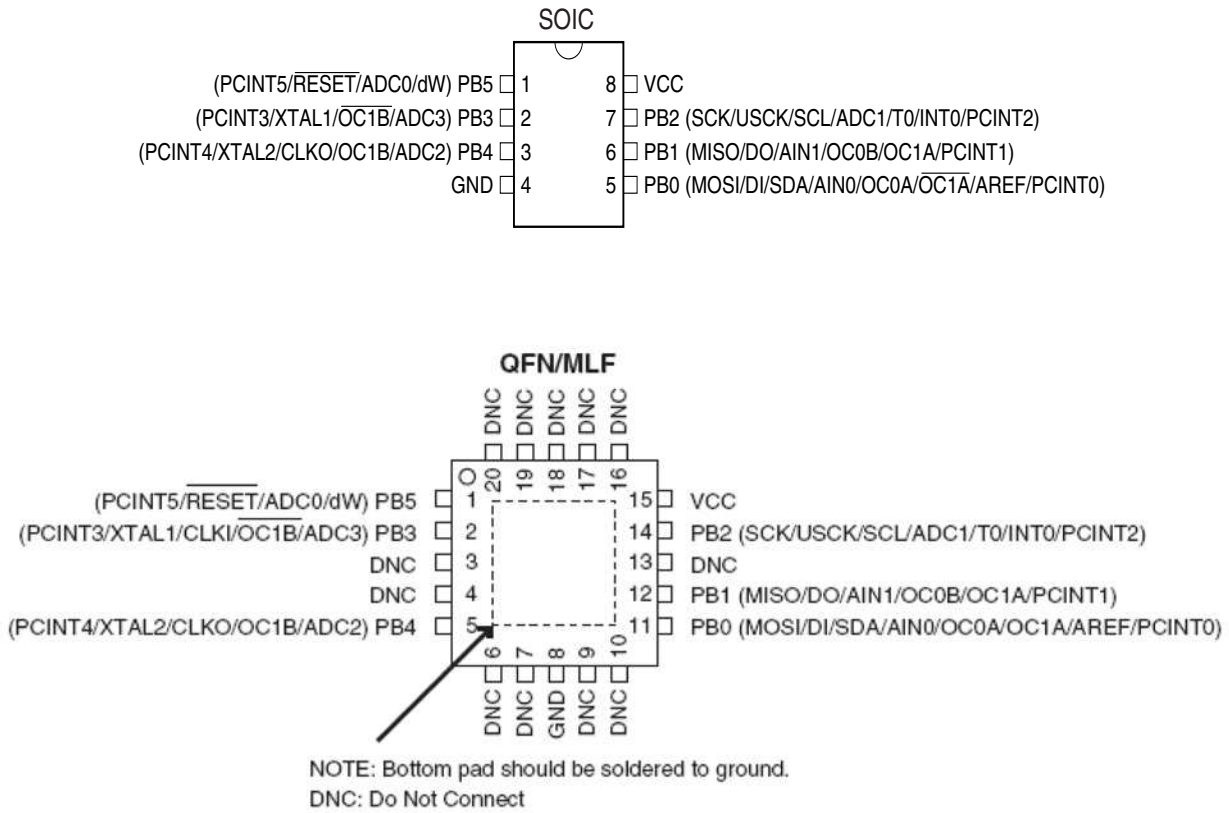 SOIC
(PCINT5/RESET/ADC0/dW) PB5 1 8 VCC
(PCINT3/XTAL1/OC1B/ADC3) PB3 2 7 PB2 (SCK/USCK/SCL/ADC1/T0/INT0/PCINT2)
(PCINT4/XTAL2/CLKO/OC1B/ADC2) PB4 3 6 PB1 (MISO/DO/AIN1/OC0B/OC1A/PCINT1)
GND 4 5 PB0 (MOSI/DI/SDA/AIN0/OC0A/OC1A/AREF/PCINT0)
QFN/MLF
DNC DNC DNC DNC DNC
20 19 18 17 16
(PCINT5/RESET/ADC0/dW) PB5 1 15 VCC
(PCINT3/XTAL1/CLKI/OC1B/ADC3) PB3 2 14 PB2 (SCK/USCK/SCL/ADC1/T0/INT0/PCINT2)
DNC 3 13 DNC
DNC 4 12 PB1 (MISO/DO/AIN1/OC0B/OC1A/PCINT1)
(PCINT4/XTAL2/CLKO/OC1B/ADC2) PB4 5 11 PB0 (MOSI/DI/SDA/AIN0/OC0A/OC1A/AREF/PCINT0)
6 7 8 9 10
DNC DNC GND DNC DNC
NOTE: Bottom pad should be soldered to ground.
DNC: Do Not Connect